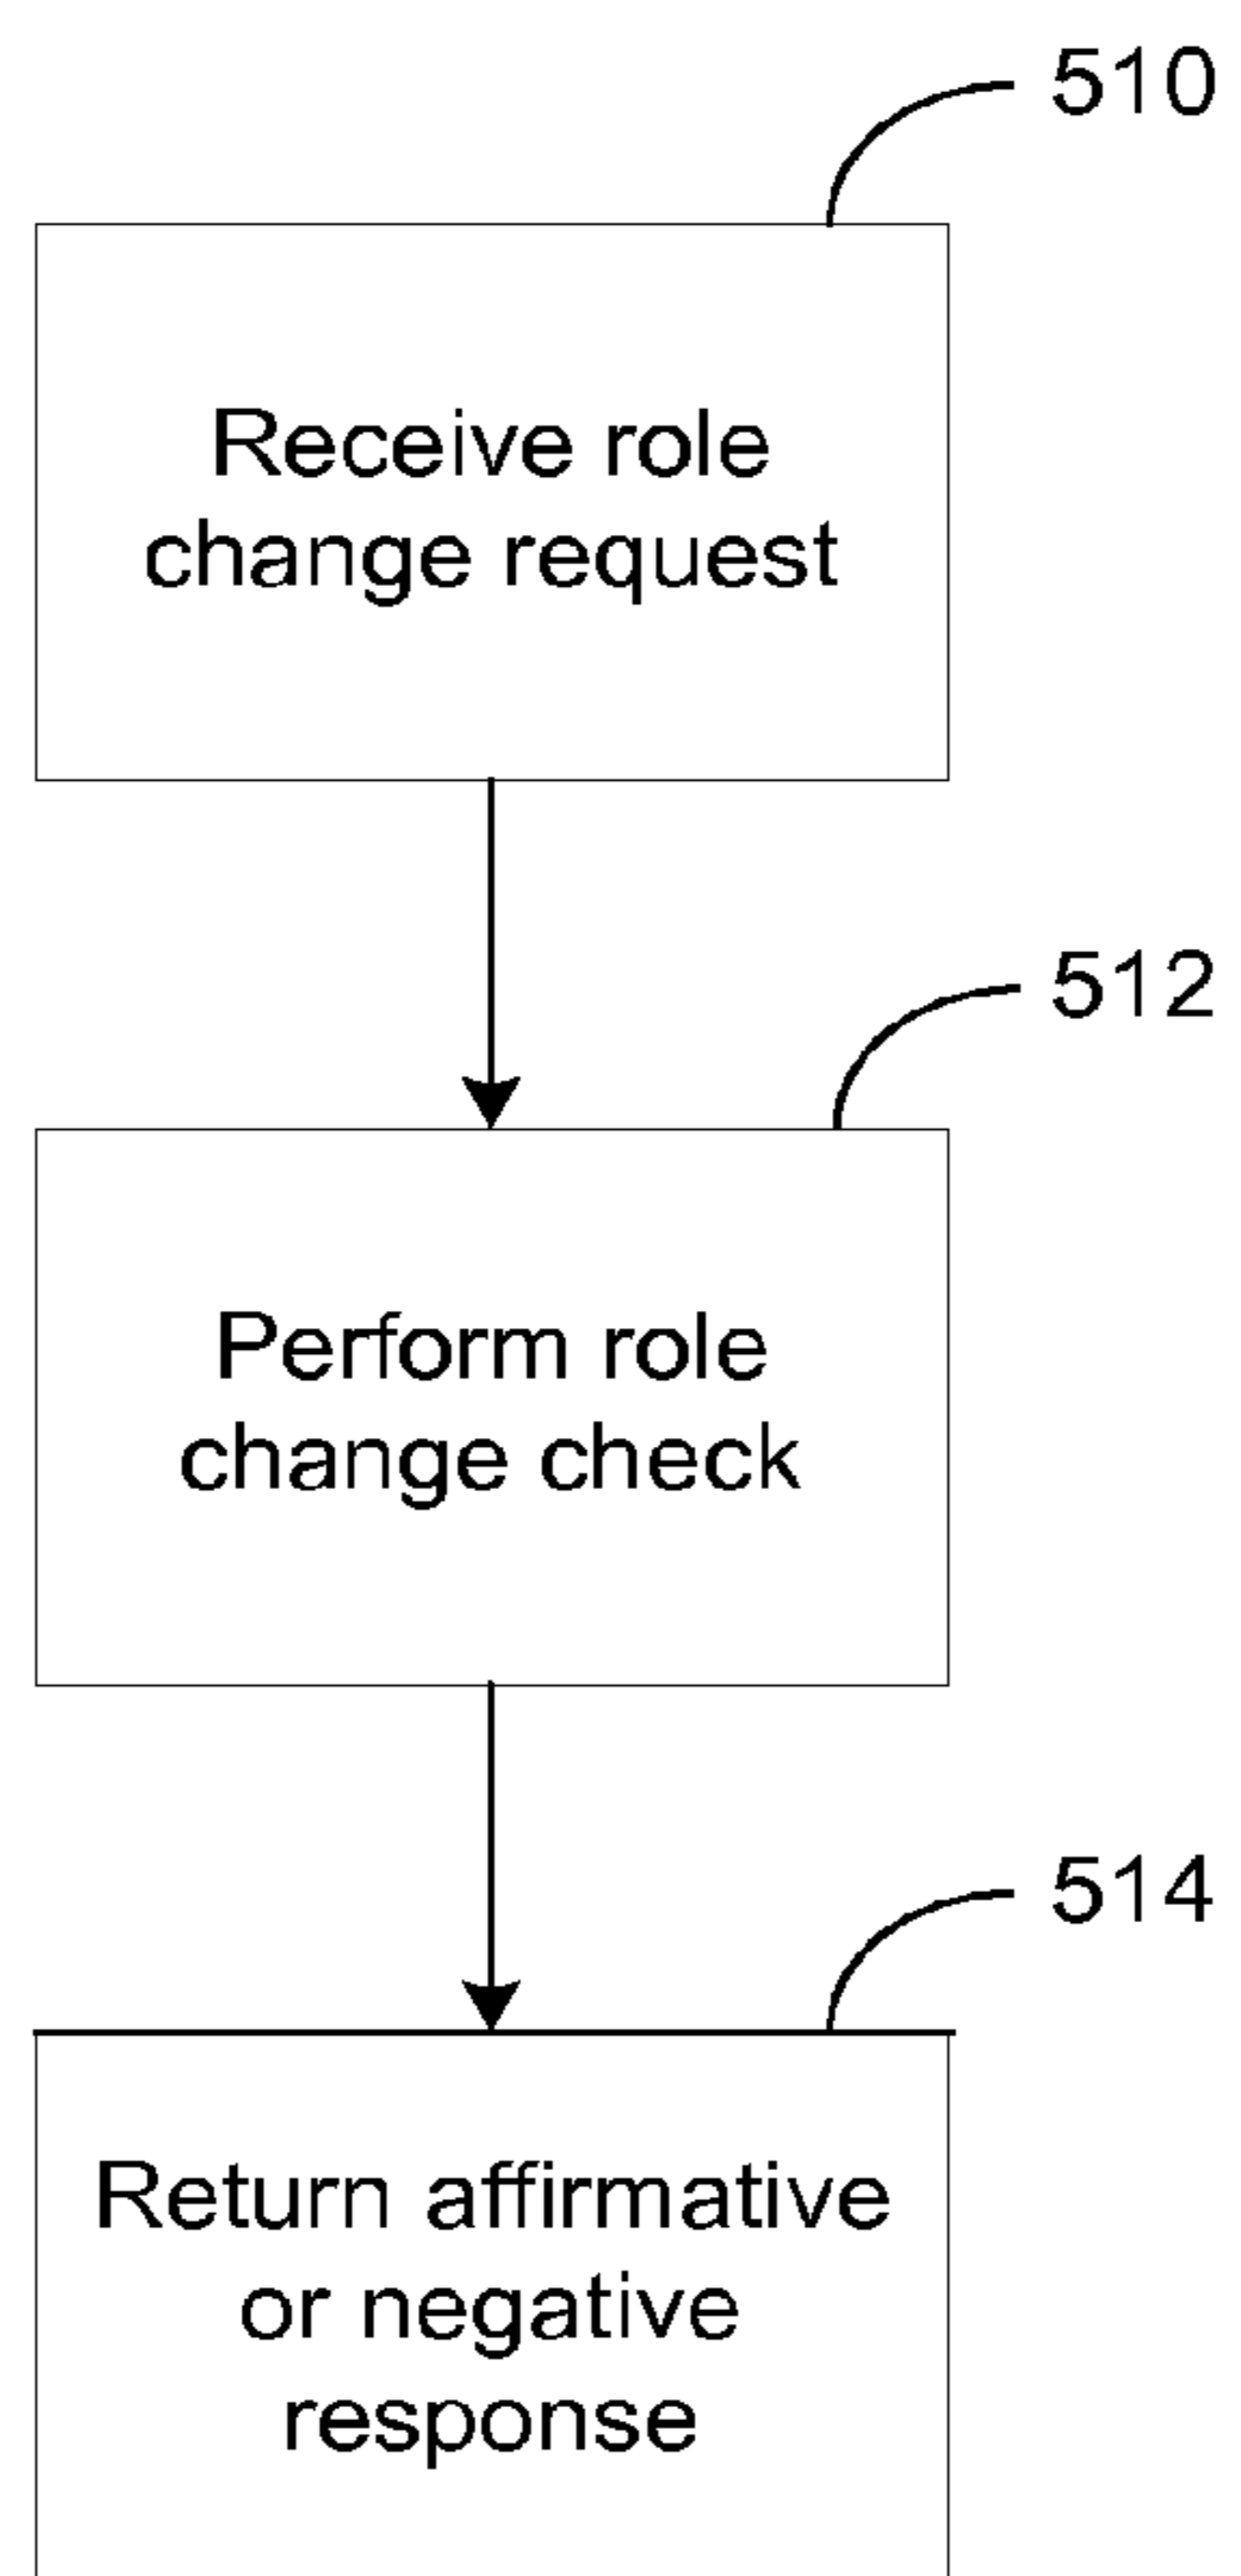 510
Receive role
change request
512
Perform role
change check
514
Return affirmative
or negative
response